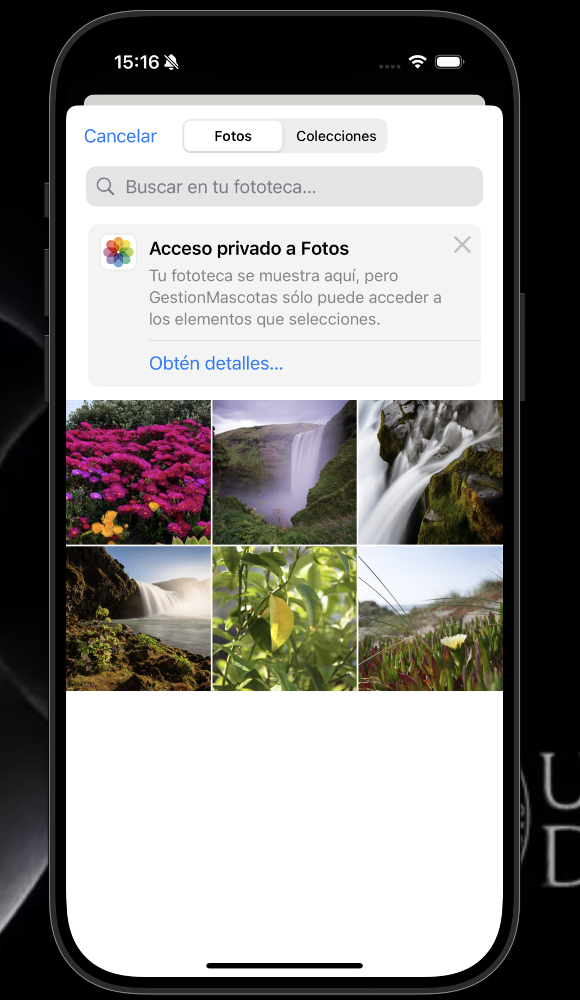 15:16
Cancelar
Fotos
Colecciones
Buscar en tu fototeca...
Acceso privado a Fotos
Tu fototeca se muestra aquí, pero
GestionMascotas sólo puede acceder a
los elementos que selecciones.
Obtén detalles...
U
D